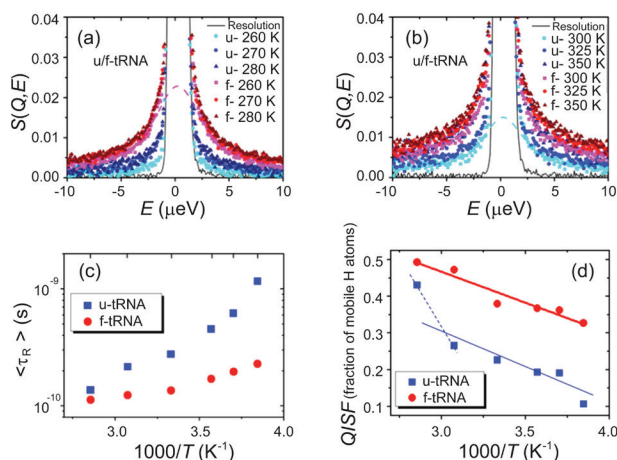 (a)
u/f-tRNA
Resolution
u- 260 K
u- 270 K
u- 280 K
f- 260 K
f- 270 K
f- 280 K
S(Q,E)
0.04
0.03
0.02
0.01
0.00
-10 -5 0 5 10
E (μeV)
(b)
u/f-tRNA
Resolution
u- 300 K
u- 325 K
u- 350 K
f- 300 K
f- 325 K
f- 350 K
S(Q,E)
0.04
0.03
0.02
0.01
0.00
-10 -5 0 5 10
E (μeV)
(c)
u-tRNA
f-tRNA
<τR > (s)
10-9
10-10
3.0 3.5 4.0
1000/T (K-1)
(d)
u-tRNA
f-tRNA
QISF (fraction of mobile H atoms)
0.5
0.4
0.3
0.2
0.1
3.0 3.5 4.0
1000/T (K-1)